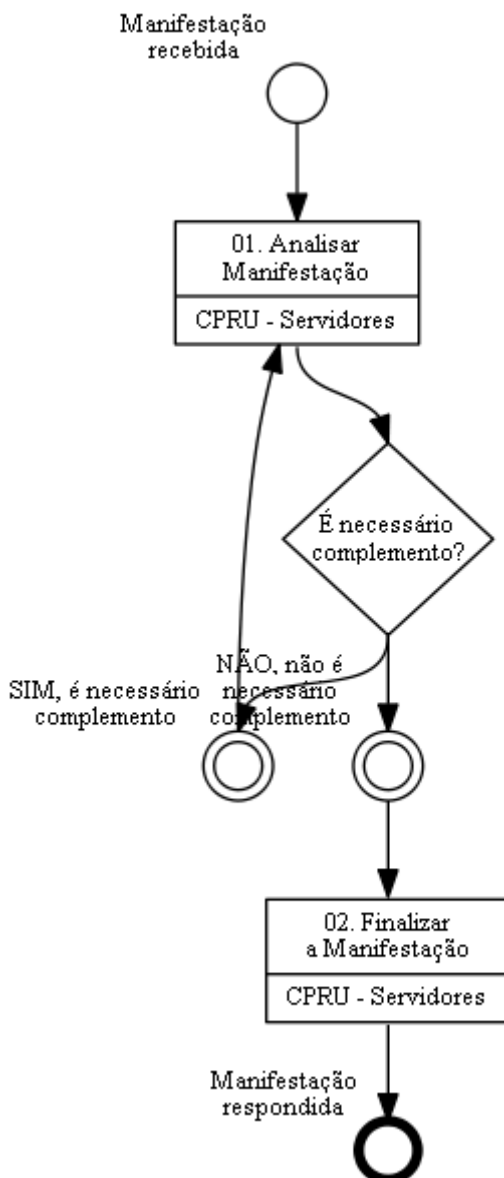 Manifestação
recebida
01. Analisar
Manifestação
CPRU - Servidores
É necessário
complemento?
SIM, é necessário
complemento
NÃO, não é
necessário
complemento
02. Finalizar
a Manifestação
CPRU - Servidores
Manifestação
respondida